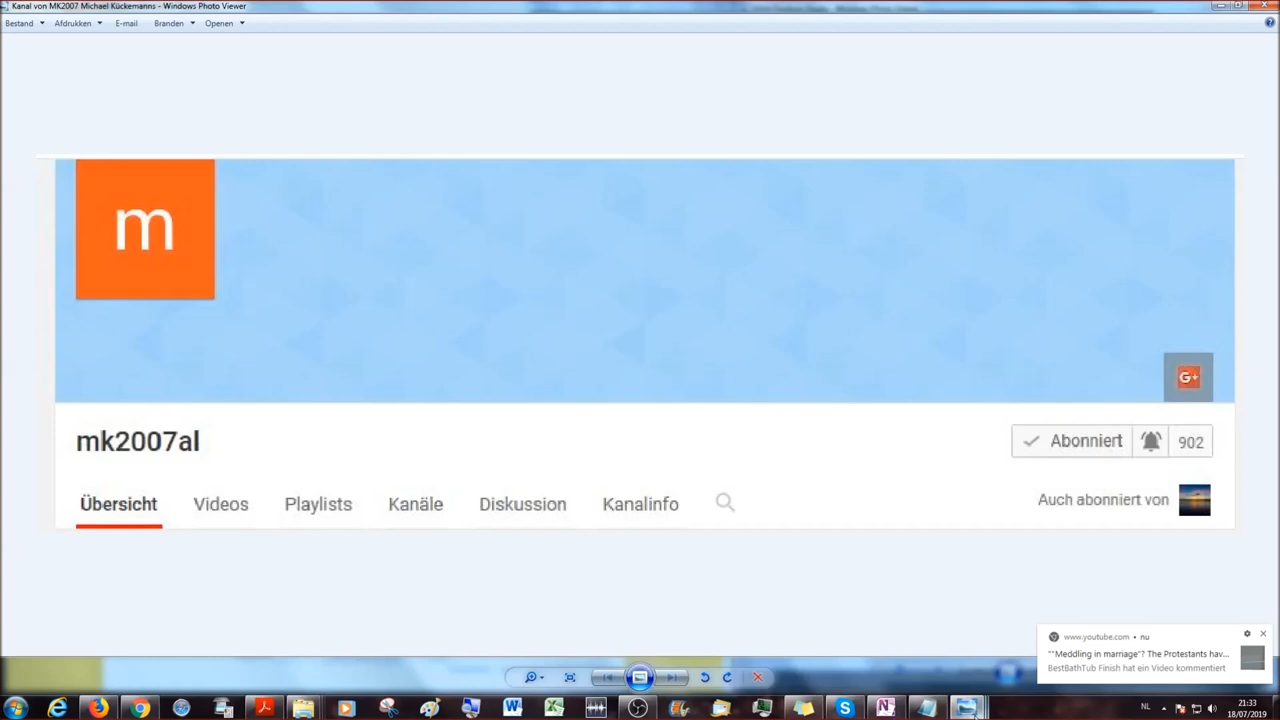 Kanal von MK2007 Michael Kückemanns - Windows Photo Viewer
Bestand Afdrukken E-mail Branden Openen
m
G+
mk2007al
Abonniert 902
Übersicht Videos Playlists Kanäle Diskussion Kanalinfo
Auch abonniert von
www.youtube.com • nu
""Meddling in marriage"? The Protestants hav...
BestBathTub Finish hat ein Video kommentiert
NL
21:33
18/07/2019